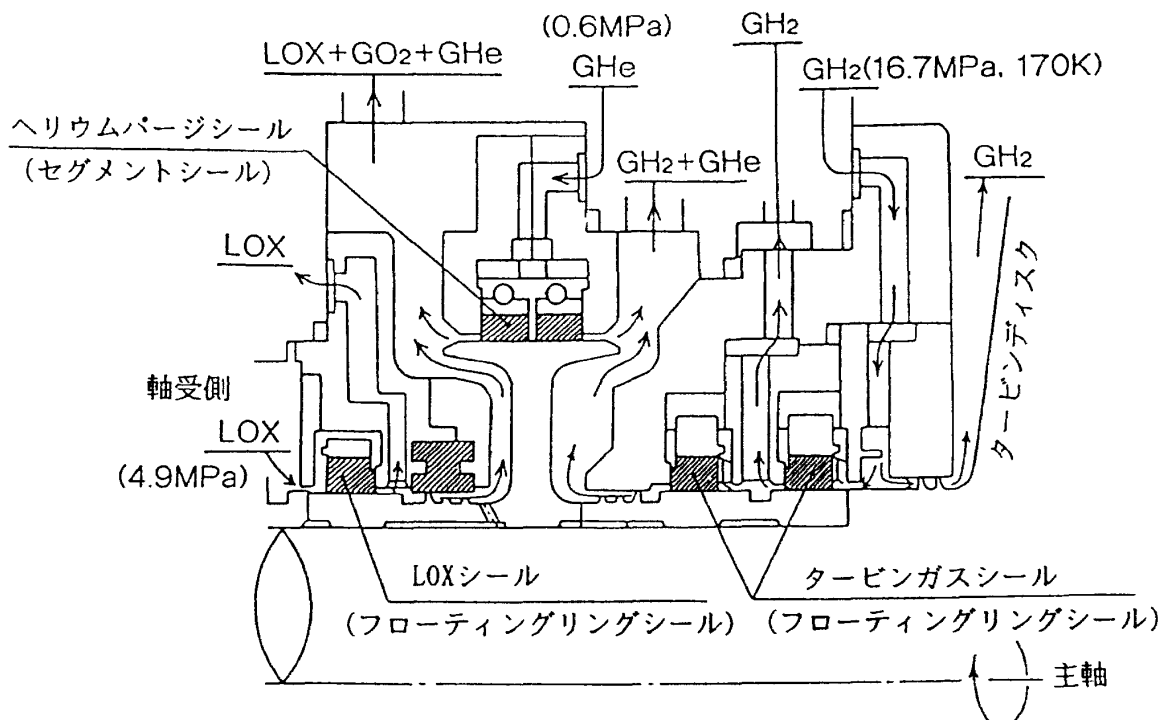 (0.6MPa)
GH2
LOX+GO2+GHe
GHe
GH2(16.7MPa, 170K)
ヘリウムパージシール
(セグメントシール)
GH2+GHe
GH2
LOX
タービンディスク
軸受側
LOX
(4.9MPa)
LOXシール
(フローティングリングシール)
タービンガスシール
(フローティングリングシール)
主軸